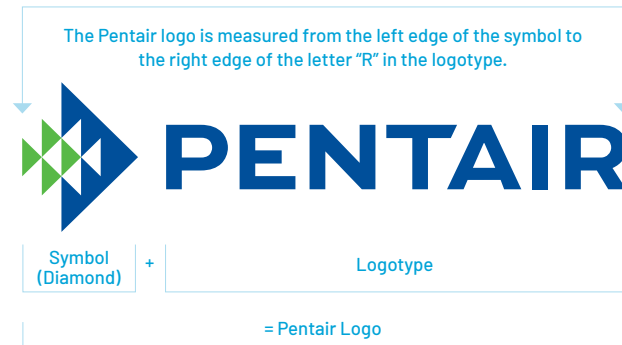 The Pentair logo is measured from the left edge of the symbol to
the right edge of the letter “R” in the logotype.
PENTAIR
Symbol
(Diamond)
+
Logotype
= Pentair Logo